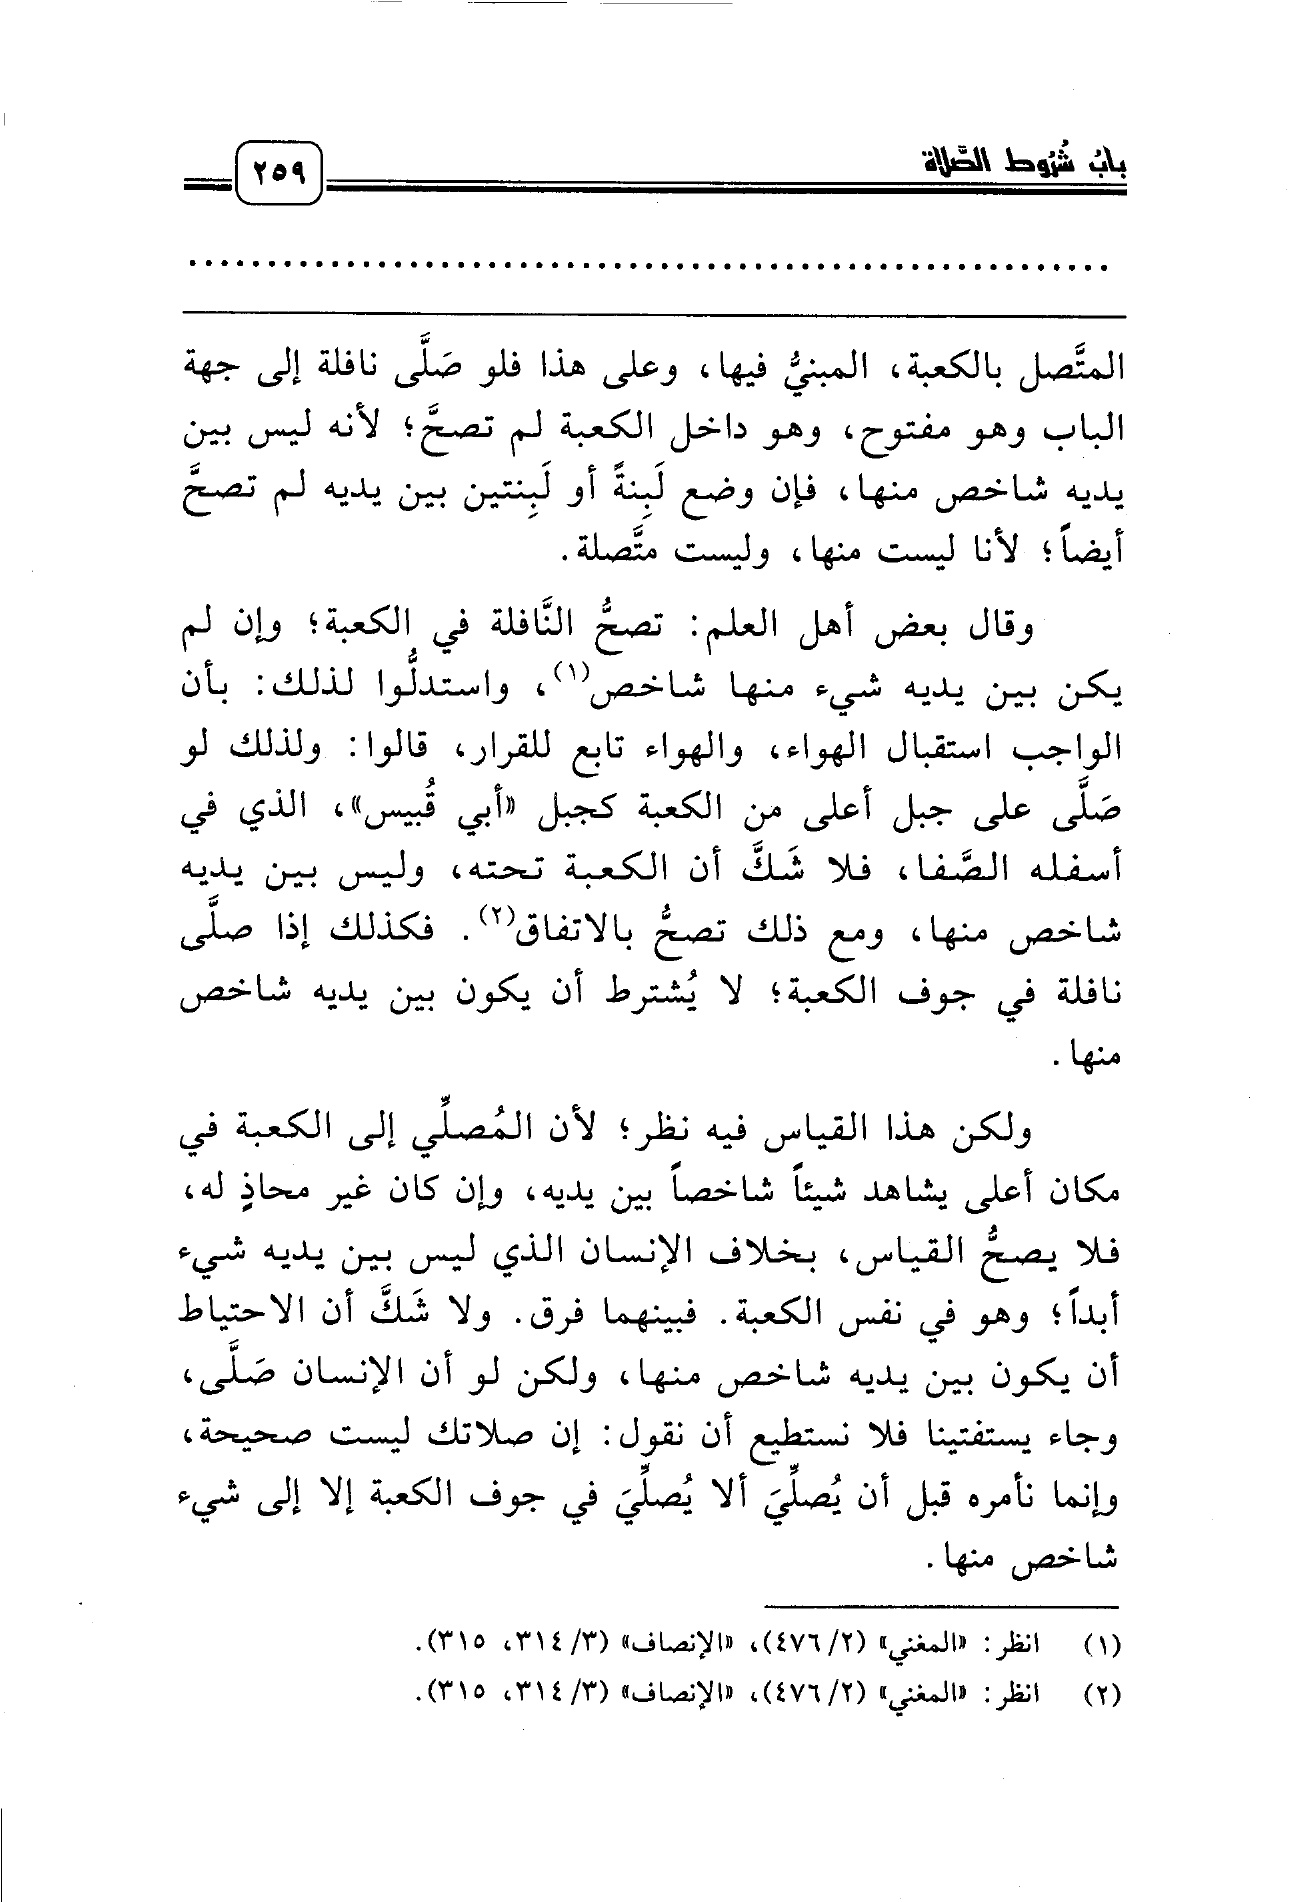 بابُ شُرُوط الصَّلاة
٢٥٩
المتَّصل بالكعبة، المبنيُّ فيها، وعلى هذا فلو صَلَّى نافلة إلى جهة
الباب وهو مفتوح، وهو داخل الكعبة لم تصحَّ؛ لأنه ليس بين
يديه شاخص منها، فإن وضع لَبِنةً أو لَبِنتين بين يديه لم تصحَّ
أيضاً؛ لأنا ليست منها، وليست متَّصلة.
وقال بعض أهل العلم: تصحُّ النَّافلة في الكعبة؛ وإن لم
يكن بين يديه شيء منها شاخص(١)، واستدلُّوا لذلك: بأن
الواجب استقبال الهواء، والهواء تابع للقرار، قالوا: ولذلك لو
صَلَّى على جبل أعلى من الكعبة كجبل «أبي قُبيس»، الذي في
أسفله الصَّفا، فلا شَكَّ أن الكعبة تحته، وليس بين يديه
شاخص منها، ومع ذلك تصحُّ بالاتفاق(٢). فكذلك إذا صلَّى
نافلة في جوف الكعبة؛ لا يُشترط أن يكون بين يديه شاخص
منها.
ولكن هذا القياس فيه نظر؛ لأن المُصلِّي إلى الكعبة في
مكان أعلى يشاهد شيئاً شاخصاً بين يديه، وإن كان غير محاذٍ له،
فلا يصحُّ القياس، بخلاف الإنسان الذي ليس بين يديه شيء
أبداً؛ وهو في نفس الكعبة. فبينهما فرق. ولا شَكَّ أن الاحتياط
أن يكون بين يديه شاخص منها، ولكن لو أن الإنسان صَلَّى،
وجاء يستفتينا فلا نستطيع أن نقول: إن صلاتك ليست صحيحة،
وإنما نأمره قبل أن يُصلِّيَ ألا يُصلِّيَ في جوف الكعبة إلا إلى شيء
شاخص منها.
(١) انظر: «المغني» (٤٧٦/٢)، «الإنصاف» (٣١٤/٣، ٣١٥).
(٢) انظر: «المغني» (٤٧٦/٢)، «الإنصاف» (٣١٤/٣، ٣١٥).